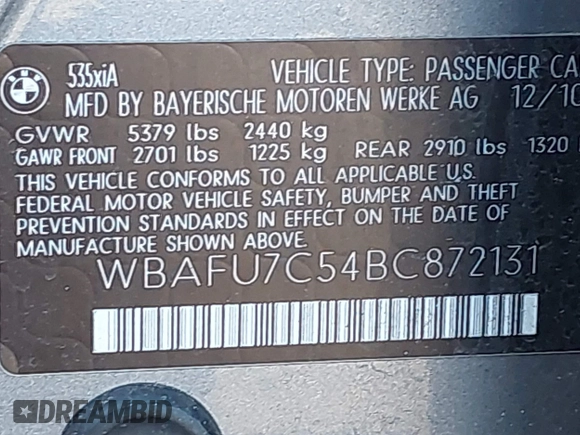 BMW
535xiA
VEHICLE TYPE: PASSENGER CA
MFD BY BAYERISCHE MOTOREN WERKE AG 12/10
GVWR 5379 lbs 2440 kg
GAWR FRONT 2701 lbs 1225 kg REAR 2910 lbs 1320
THIS VEHICLE CONFORMS TO ALL APPLICABLE U.S.
FEDERAL MOTOR VEHICLE SAFETY, BUMPER AND THEFT
PREVENTION STANDARDS IN EFFECT ON THE DATE OF
MANUFACTURE SHOWN ABOVE.
WBAFU7C54BC872131
DREAMBID